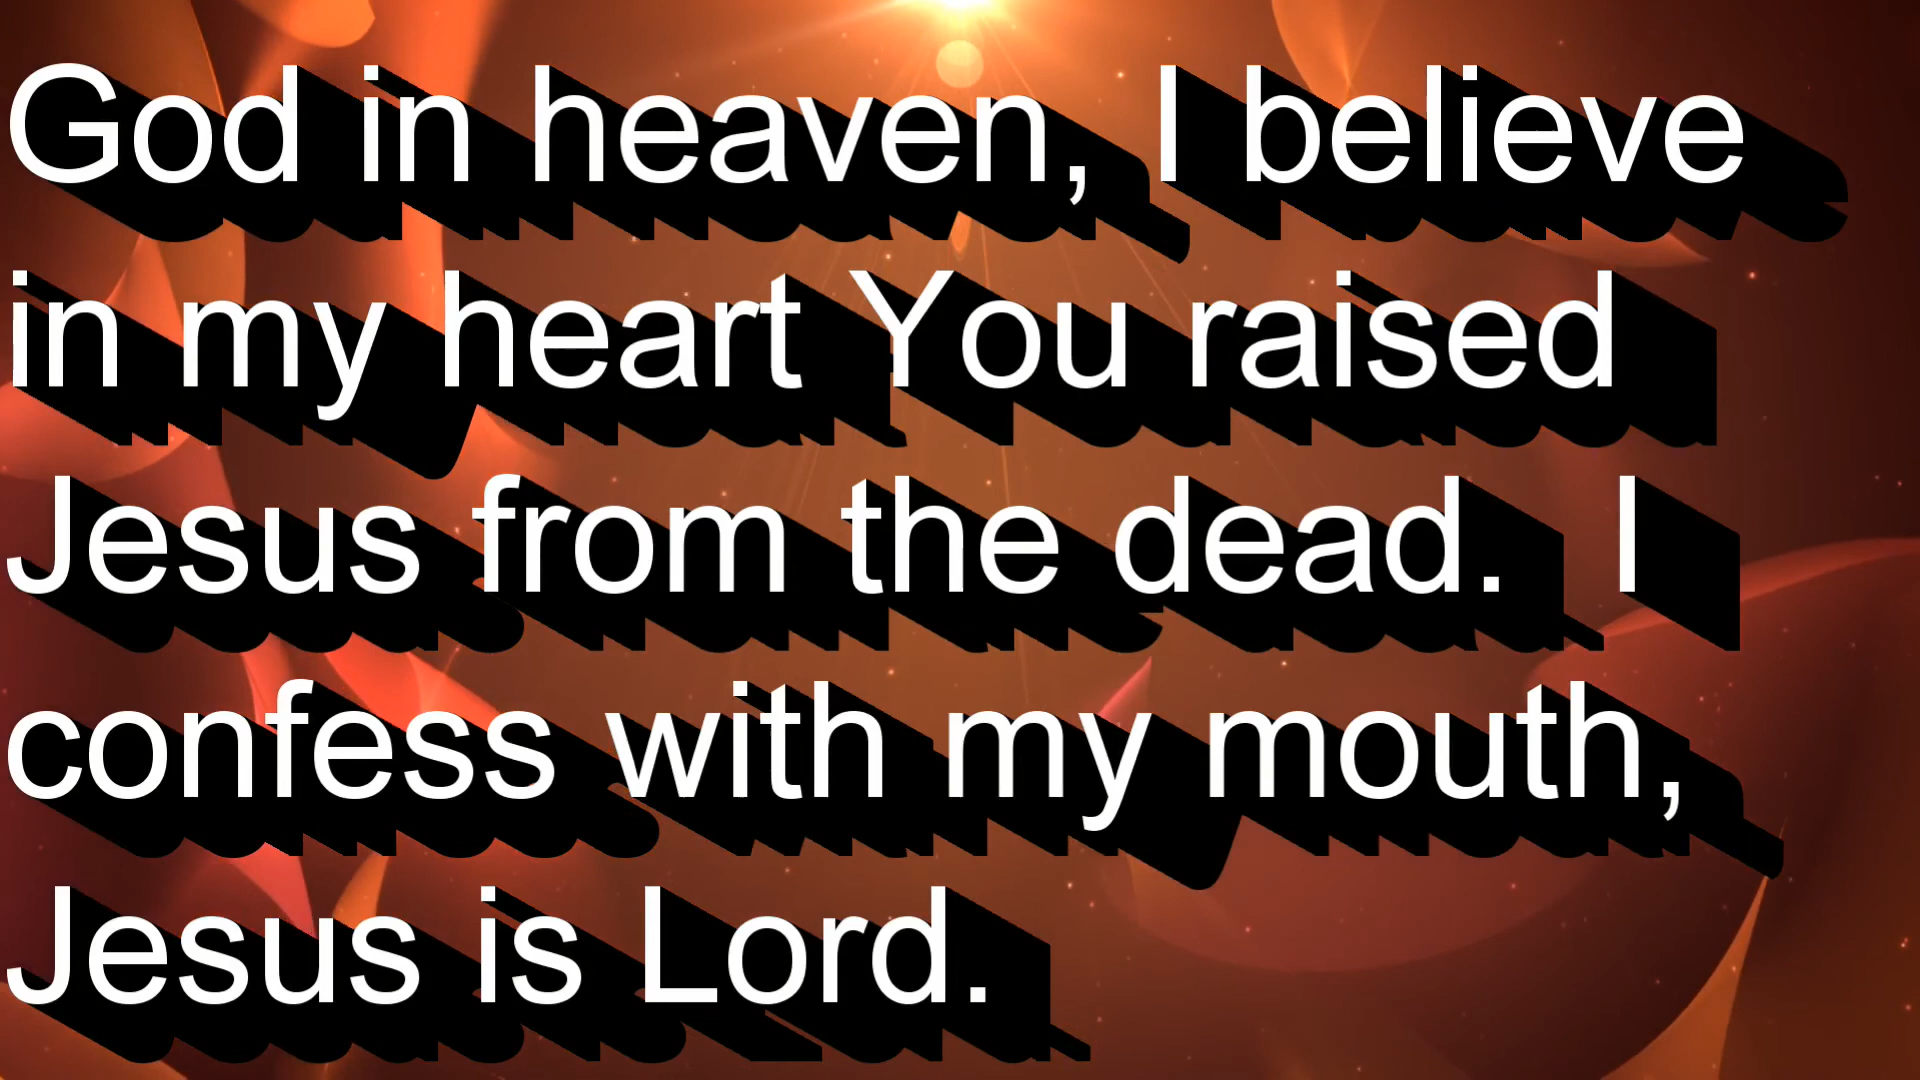 God in heaven, I believe
in my heart You raised
Jesus from the dead.  I
confess with my mouth,
Jesus is Lord.